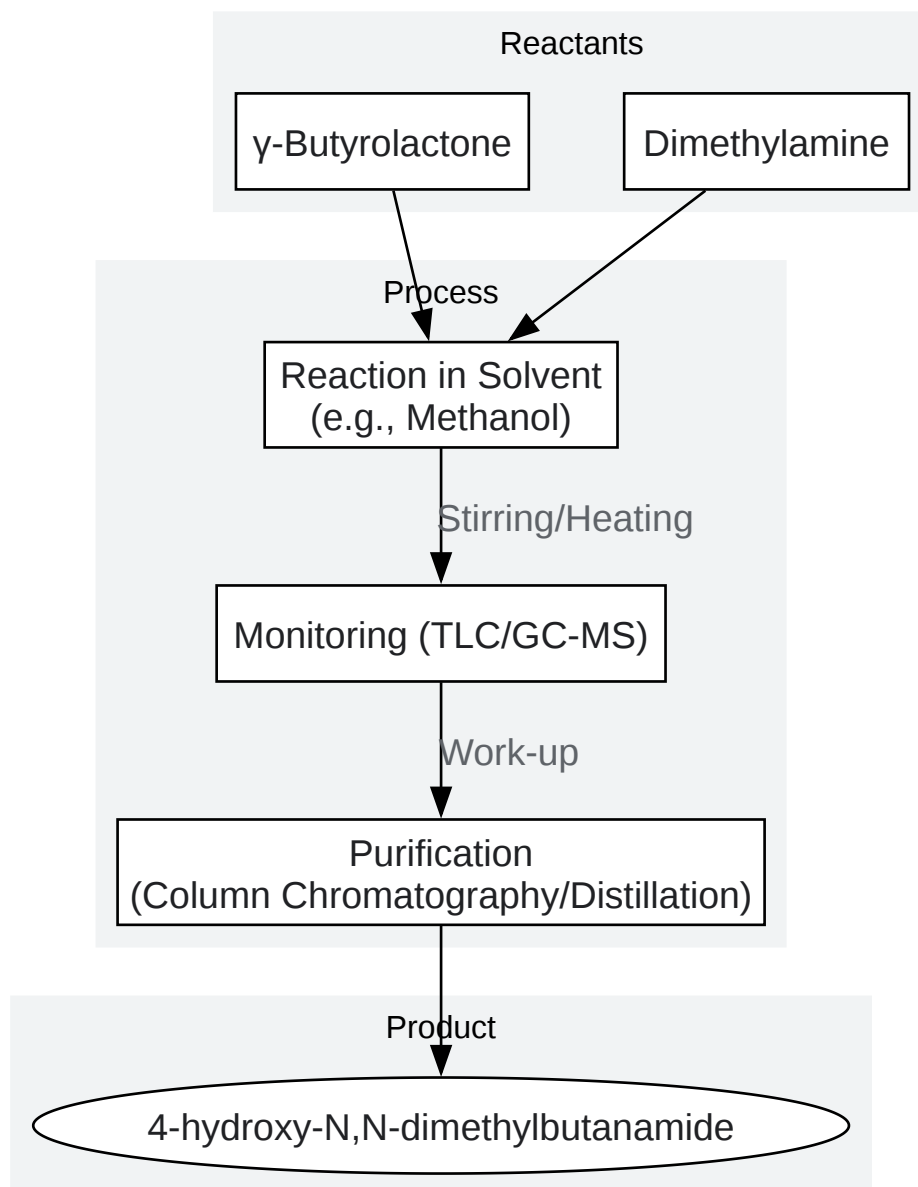 Reactants
γ-Butyrolactone
Dimethylamine
Process
Reaction in Solvent
(e.g., Methanol)
Stirring/Heating
Monitoring (TLC/GC-MS)
Work-up
Purification
(Column Chromatography/Distillation)
Product
4-hydroxy-N,N-dimethylbutanamide